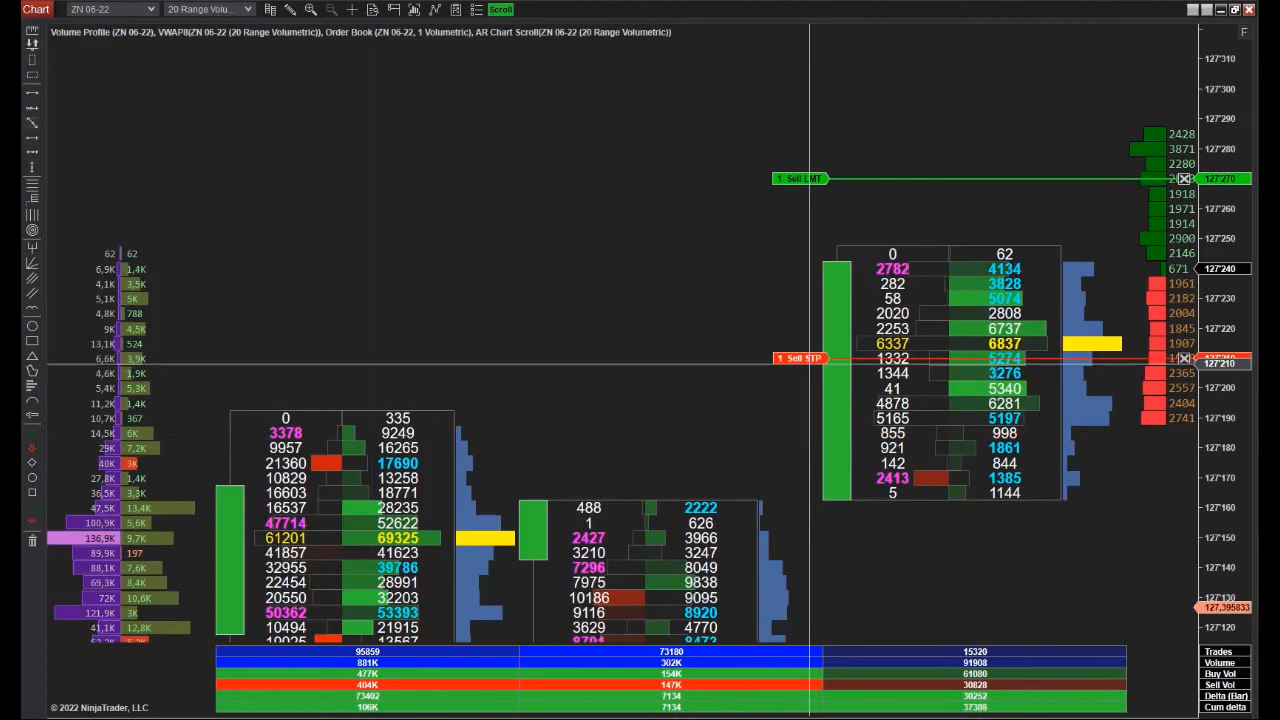 Chart ZN 06-22 20 Range Volu... Scroll
Volume Profile (ZN 06-22), VWAP8(ZN 06-22 (20 Range Volumetric)), Order Book (ZN 06-22, 1 Volumetric), AR Chart Scroll(ZN 06-22 (20 Range Volumetric)) F
127'310
127'300
127'290
2428
3871 127'280
2280
1 Sell LMT 127'270
1918
1971 127'260
1914
2900 127'250
62 62 0 62 2146
6,9K 1,4K 2782 4134 671 127'240
4,1K 3,5K 282 3828 1961
5,1K 5K 58 5074 2182 127'230
4,8K 788 2020 2808 2004
9K 4,5K 2253 6737 1845 127'220
13,1K 524 6337 6837 1907
6,6K 3,9K 1 Sell STP 1332 5274
127'210
4,6K 1,9K 1344 3276 2365
5,4K 5,3K 41 5340 2557 127'200
11,2K 1,4K 4878 6281 2404
10,7K 367 0 335 5165 5197 2741 127'190
14,5K 6K 3378 9249 855 998
29K 7,2K 9957 16265 921 1861 127'180
40K 3K 21360 17690 142 844
27,8K 1,4K 10829 13258 2413 1385 127'170
36,5K 3,3K 16603 18771 5 1144
47,5K 13,4K 16537 28235 488 2222 127'160
100,9K 5,6K 47714 52622 1 626
136,9K 9,7K 61201 69325 2427 3966 127'150
89,9K 197 41857 41623 3210 3247
88,1K 7,6K 32955 39786 7296 8049 127'140
69,3K 8,4K 22454 28991 7975 9838
72K 10,6K 20550 32203 10186 9095 127'130
127,395833
121,9K 3K 50362 53393 9116 8920
41,1K 12,8K 10494 21915 3629 4770 127'120
95859 73180 15320 Trades
881K 302K 91908 Volume
477K 154K 61080 Buy Vol
404K 147K 30828 Sell Vol
73402 7134 30252 Delta (Bar)
106K 7134 37386 Cum delta
© 2022 NinjaTrader, LLC